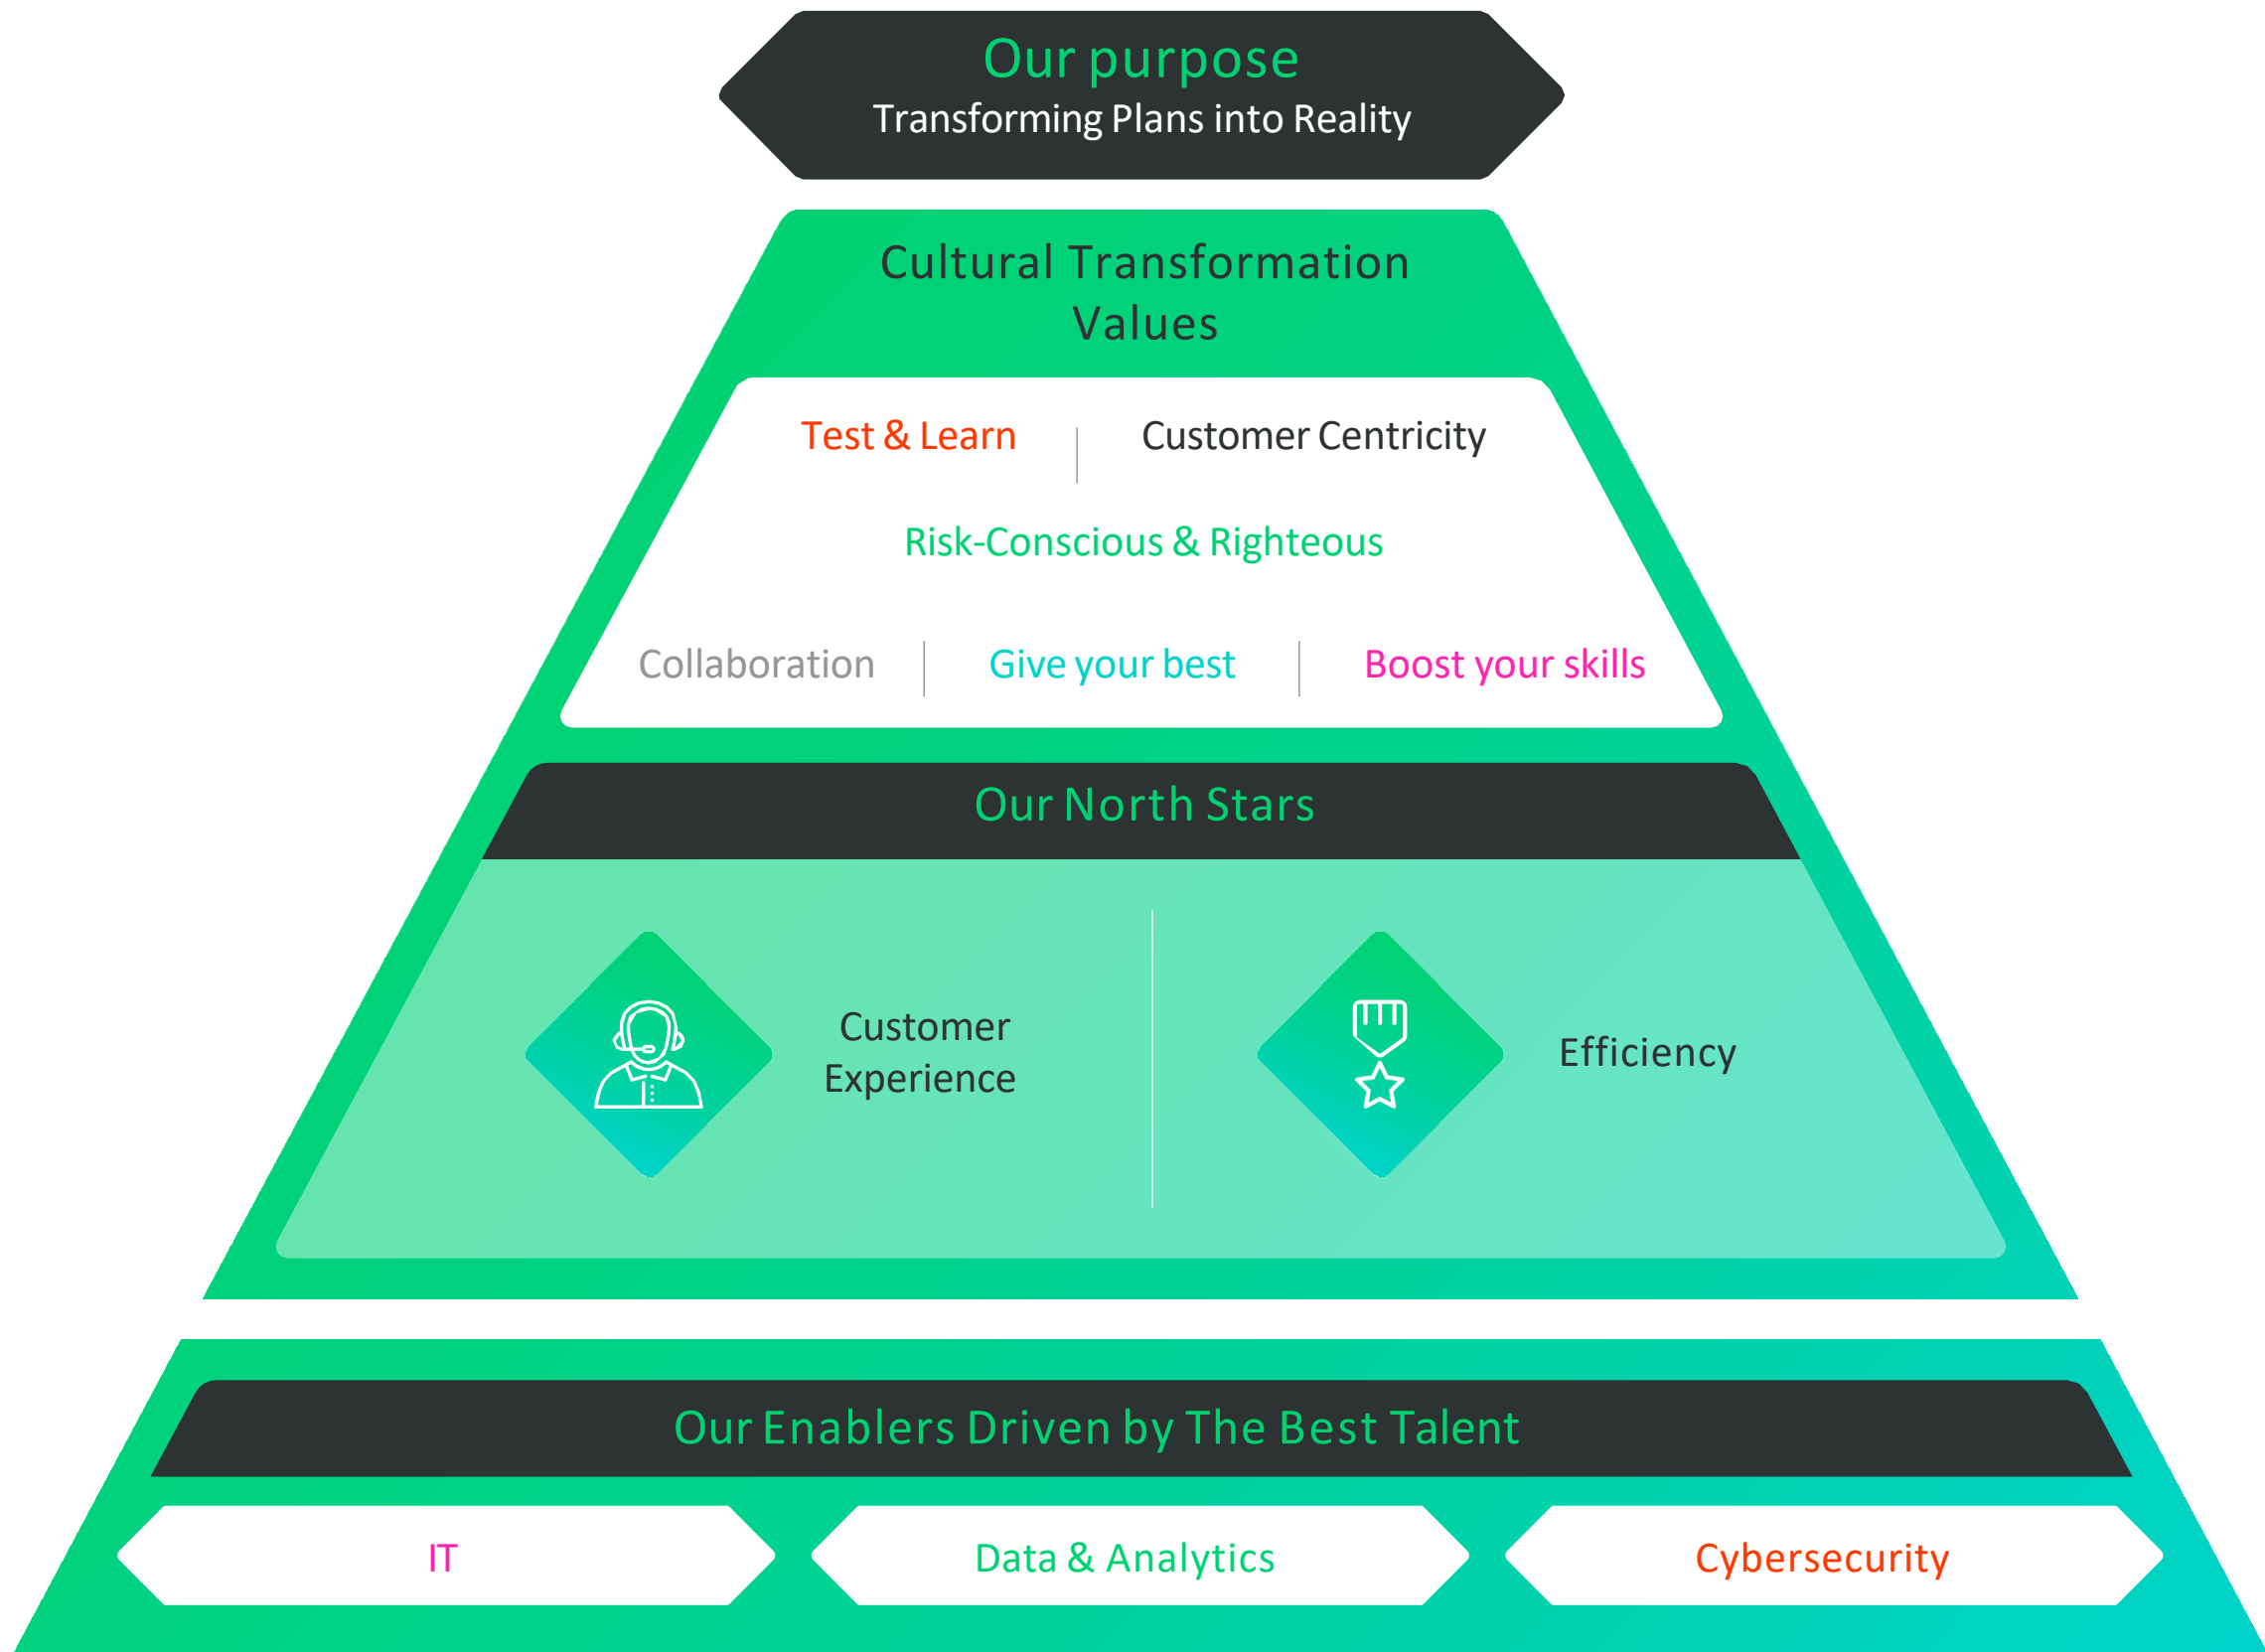 Our purpose
Transforming Plans into Reality
Cultural Transformation
Values
Test & Learn
Customer Centricity
Risk-Conscious & Righteous
Collaboration
Give your best
Boost your skills
Our North Stars
Customer
Experience
Efficiency
Our Enablers Driven by The Best Talent
IT
Data & Analytics
Cybersecurity